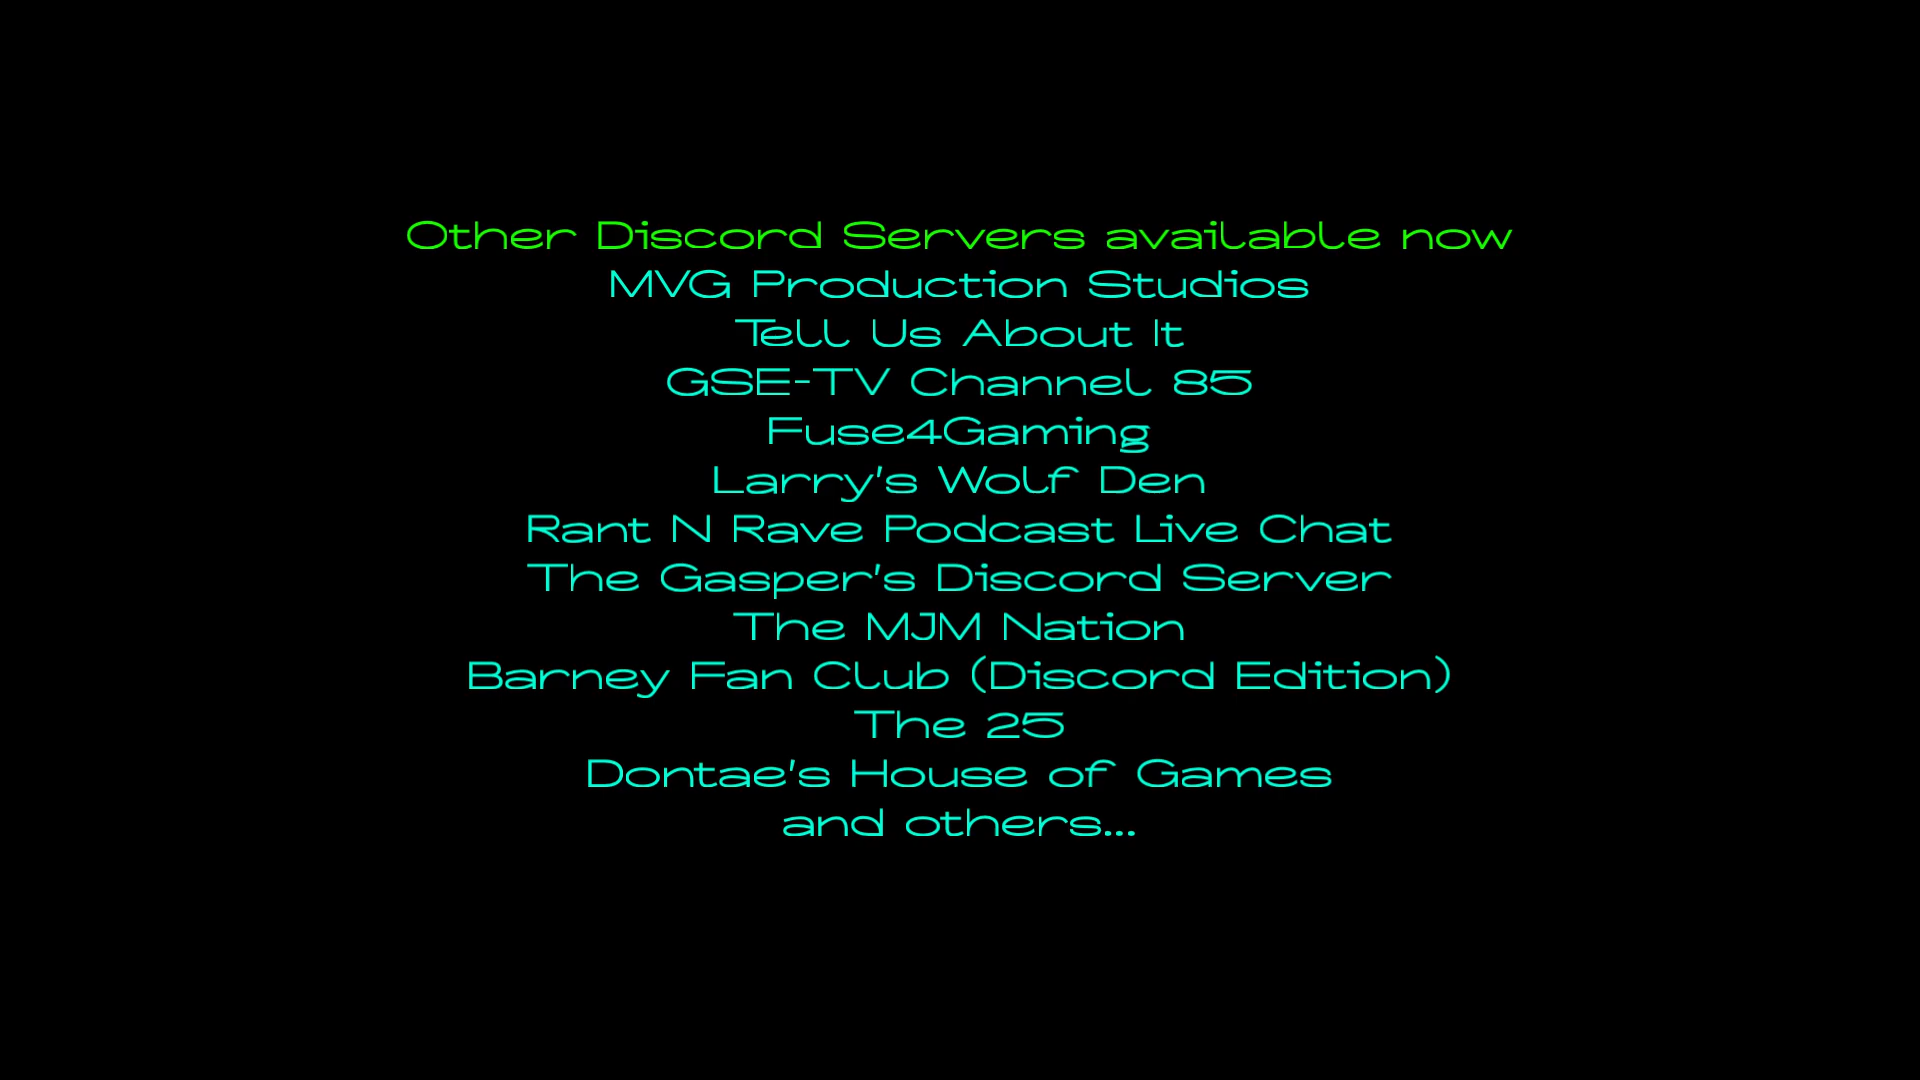 Other Discord Servers available now
MVG Production Studios
Tell Us About It
GSE-TV Channel 85
Fuse4Gaming
Larry's Wolf Den
Rant N Rave Podcast Live Chat
The Gasper's Discord Server
The MJM Nation
Barney Fan Club (Discord Edition)
The 25
Dontae's House of Games
and others...